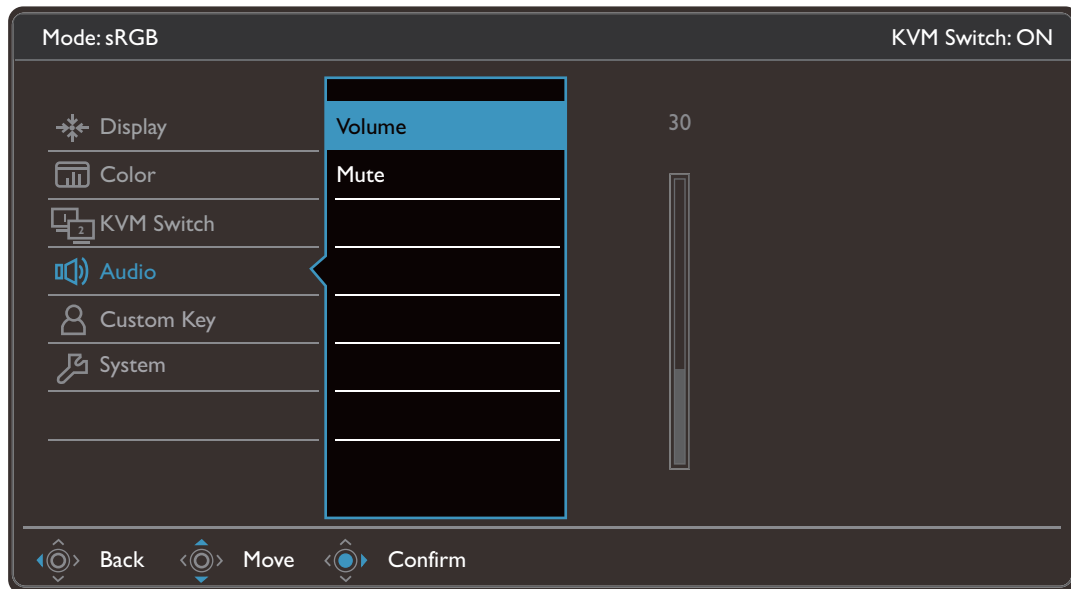 Mode: sRGB
KVM Switch: ON
Display
Volume
30
Color
Mute
1
2
KVM Switch
Audio
Custom Key
System
Back
Move
Confirm